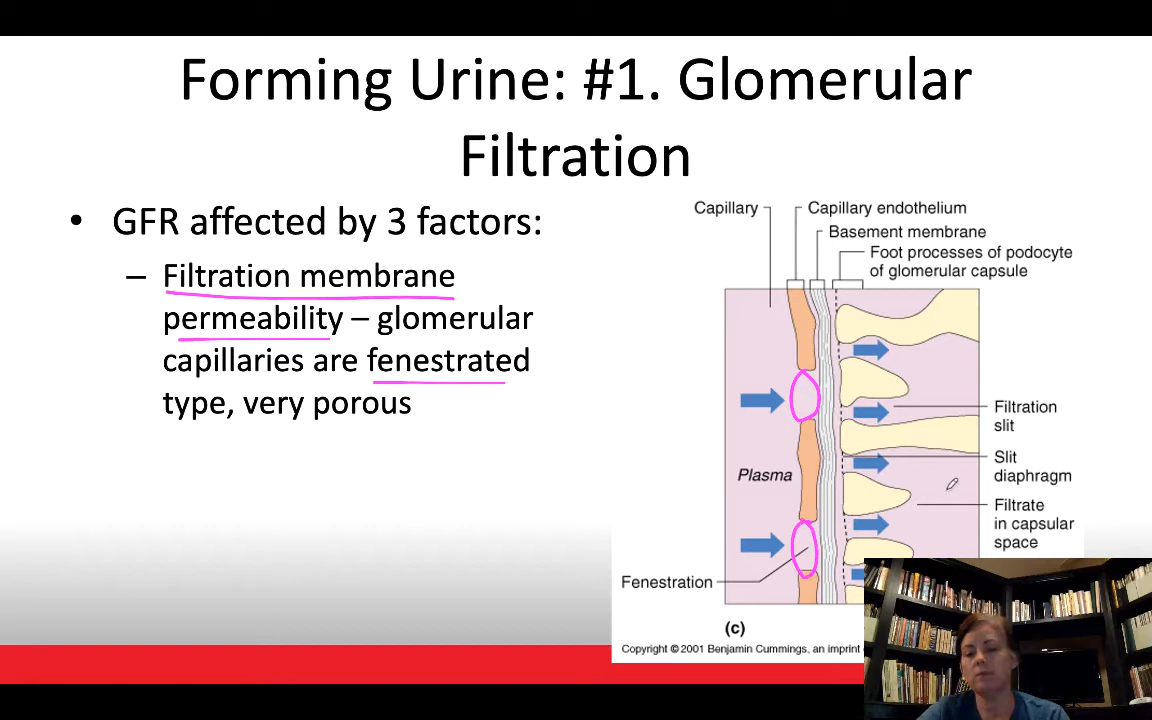 Forming Urine: #1. Glomerular
Filtration
• GFR affected by 3 factors:
– Filtration membrane
permeability – glomerular
capillaries are fenestrated
type, very porous
Capillary
Capillary endothelium
Basement membrane
Foot processes of podocyte
of glomerular capsule
Filtration
slit
Plasma
Slit
diaphragm
Filtrate
in capsular
space
Fenestration
(c)
Copyright © 2001 Benjamin Cummings, an imprint